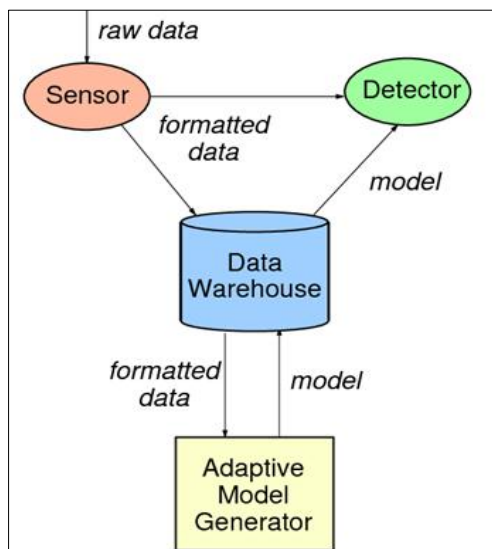 raw data
Sensor
Detector
formatted
data
model
Data
Warehouse
formatted
data
model
Adaptive
Model
Generator